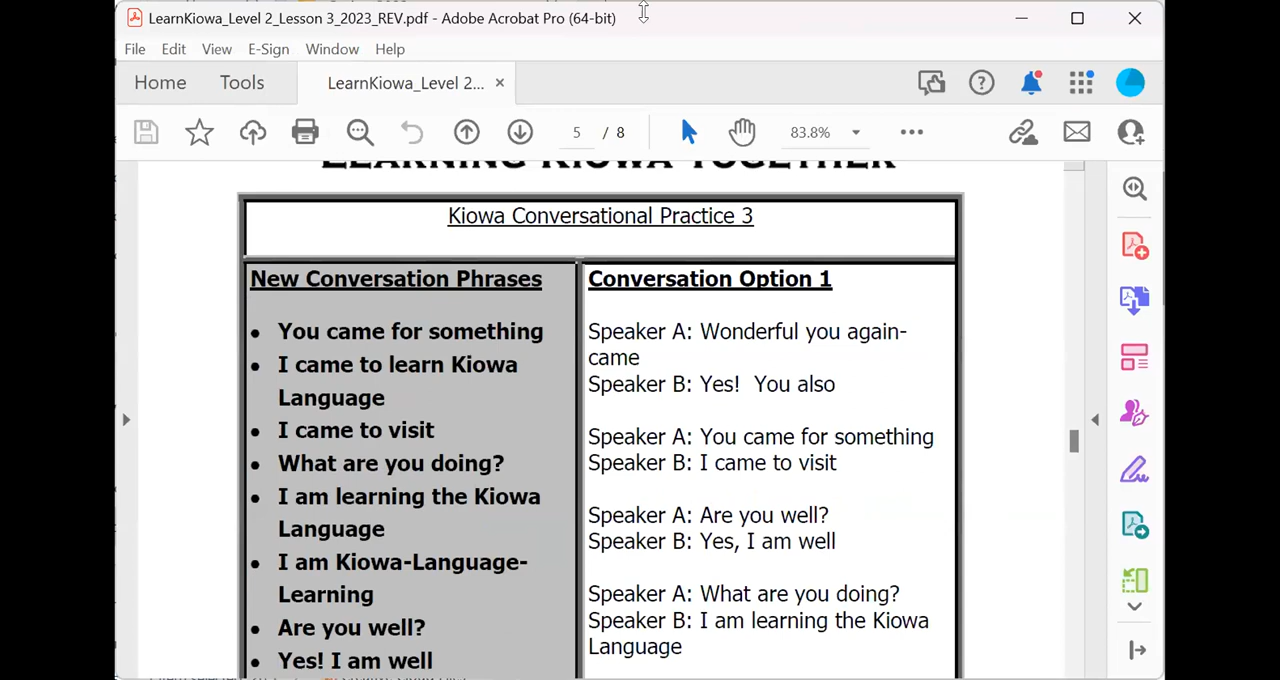 LearnKiowa_Level 2_Lesson 3_2023_REV.pdf - Adobe Acrobat Pro (64-bit)
File Edit View E-Sign Window Help
Home Tools LearnKiowa_Level 2... ×
5 / 8 83.8%
LEARNING KIOWA TOGETHER
Kiowa Conversational Practice 3
New Conversation Phrases
• You came for something
• I came to learn Kiowa
Language
• I came to visit
• What are you doing?
• I am learning the Kiowa
Language
• I am Kiowa-Language-
Learning
• Are you well?
• Yes! I am well
Conversation Option 1
Speaker A: Wonderful you again-
came
Speaker B: Yes!  You also
Speaker A: You came for something
Speaker B: I came to visit
Speaker A: Are you well?
Speaker B: Yes, I am well
Speaker A: What are you doing?
Speaker B: I am learning the Kiowa
Language